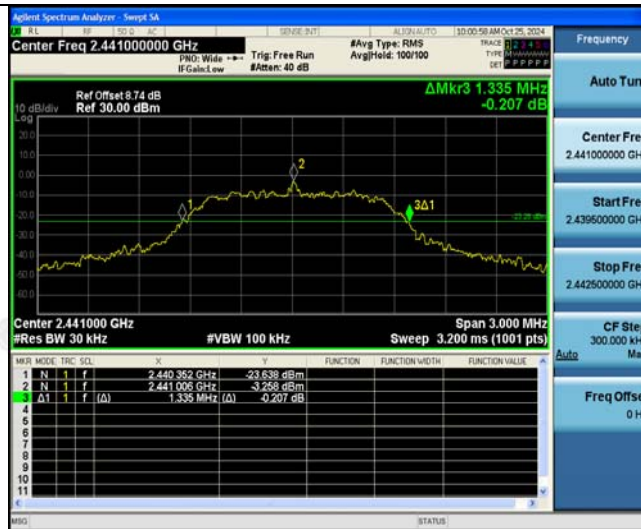 Agilent Spectrum Analyzer - Swept SA
RL RF 50 Ω AC SENSE:INT ALIGN AUTO 10:00:58 AM Oct 25, 2024
Center Freq 2.441000000 GHz
PNO: Wide
IFGain:Low
Trig: Free Run
#Atten: 40 dB
#Avg Type: RMS
Avg|Hold: 100/100
TRACE 1 2 3 4 5 6
TYPE M
DET P P P P P P
Ref Offset 8.74 dB
Ref 30.00 dBm
10 dB/div
Log
ΔMkr3 1.335 MHz
-0.207 dB
20.0
10.0
0.00
-10.0
-20.0
-30.0
-40.0
-50.0
-60.0
1
2
3Δ1
Center 2.441000 GHz
Span 3.000 MHz
#Res BW 30 kHz
#VBW 100 kHz
Sweep 3.200 ms (1001 pts)
MKR MODE TRC SCL X Y FUNCTION FUNCTION WIDTH FUNCTION VALUE
1 N 1 f 2.440 352 GHz -23.638 dBm
2 N 1 f 2.441 006 GHz -3.258 dBm
3 Δ1 1 f (Δ) 1.335 MHz (Δ) -0.207 dB
4
5
6
7
8
9
10
11
MSG
STATUS
Frequency
Auto Tun
Center Fre
2.441000000 GH
Start Fre
2.439500000 GH
Stop Fre
2.442500000 GH
CF Ste
300.000 kH
Auto Ma
Freq Offse
0 H